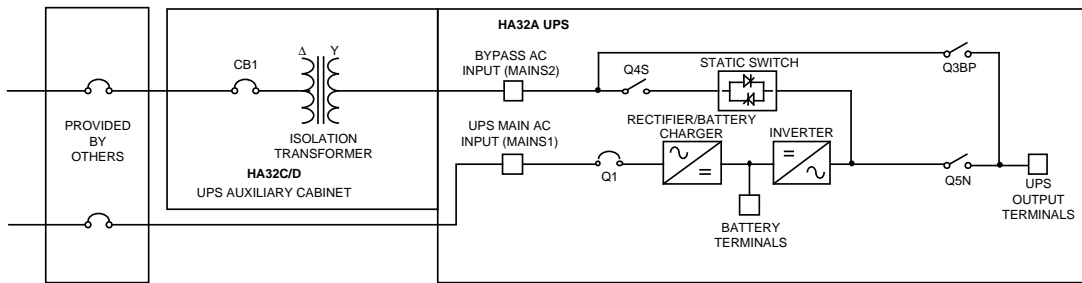 HA32A UPS
Δ Y
CB1
BYPASS AC
INPUT (MAINS2)
Q4S
STATIC SWITCH
Q3BP
PROVIDED
BY
OTHERS
ISOLATION
TRANSFORMER
HA32C/D
UPS AUXILIARY CABINET
UPS MAIN AC
INPUT (MAINS1)
Q1
RECTIFIER/BATTERY
CHARGER
INVERTER
BATTERY
TERMINALS
Q5N
UPS
OUTPUT
TERMINALS